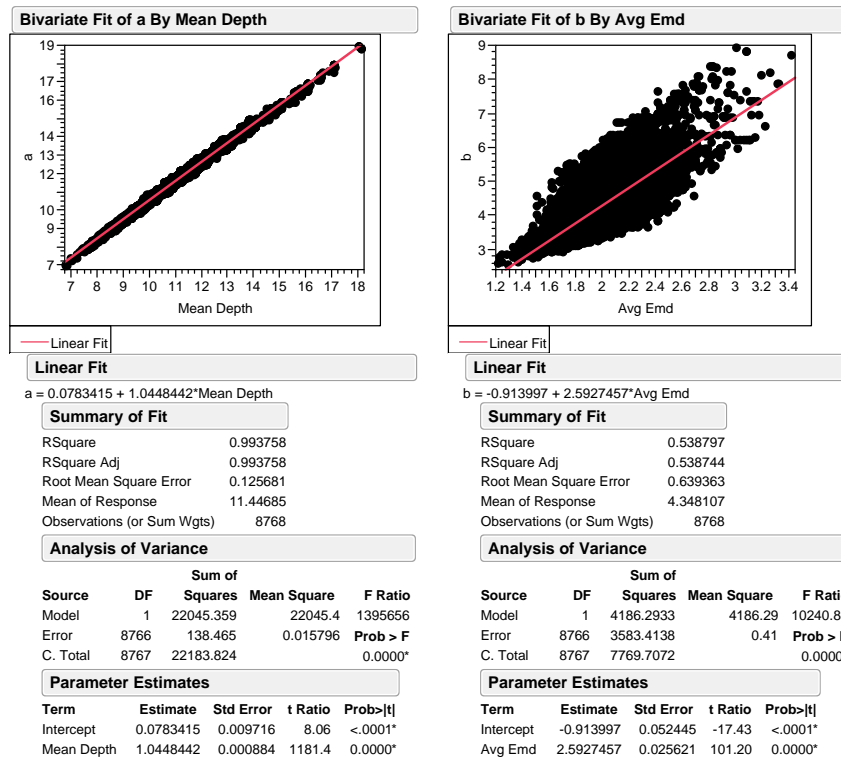 Bivariate Fit of a By Mean Depth
19
17
16
14
13
12
10
9
7
a
7 8 9 10 11 12 13 14 15 16 17 18
Mean Depth
Linear Fit
Linear Fit
a = 0.0783415 + 1.0448442*Mean Depth
Summary of Fit
RSquare 0.993758
RSquare Adj 0.993758
Root Mean Square Error 0.125681
Mean of Response 11.44685
Observations (or Sum Wgts) 8768
Analysis of Variance
Sum of
Source DF Squares Mean Square F Ratio
Model 1 22045.359 22045.4 1395656
Error 8766 138.465 0.015796 Prob > F
C. Total 8767 22183.824 0.0000*
Parameter Estimates
Term Estimate Std Error t Ratio Prob>|t|
Intercept 0.0783415 0.009716 8.06 <.0001*
Mean Depth 1.0448442 0.000884 1181.4 0.0000*
Bivariate Fit of b By Avg Emd
9
8
7
6
5
4
3
b
1.2 1.4 1.6 1.8 2 2.2 2.4 2.6 2.8 3 3.2 3.4
Avg Emd
Linear Fit
Linear Fit
b = -0.913997 + 2.5927457*Avg Emd
Summary of Fit
RSquare 0.538797
RSquare Adj 0.538744
Root Mean Square Error 0.639363
Mean of Response 4.348107
Observations (or Sum Wgts) 8768
Analysis of Variance
Sum of
Source DF Squares Mean Square F Rati
Model 1 4186.2933 4186.29 10240.8
Error 8766 3583.4138 0.41 Prob >
C. Total 8767 7769.7072 0.0000
Parameter Estimates
Term Estimate Std Error t Ratio Prob>|t|
Intercept -0.913997 0.052445 -17.43 <.0001*
Avg Emd 2.5927457 0.025621 101.20 0.0000*